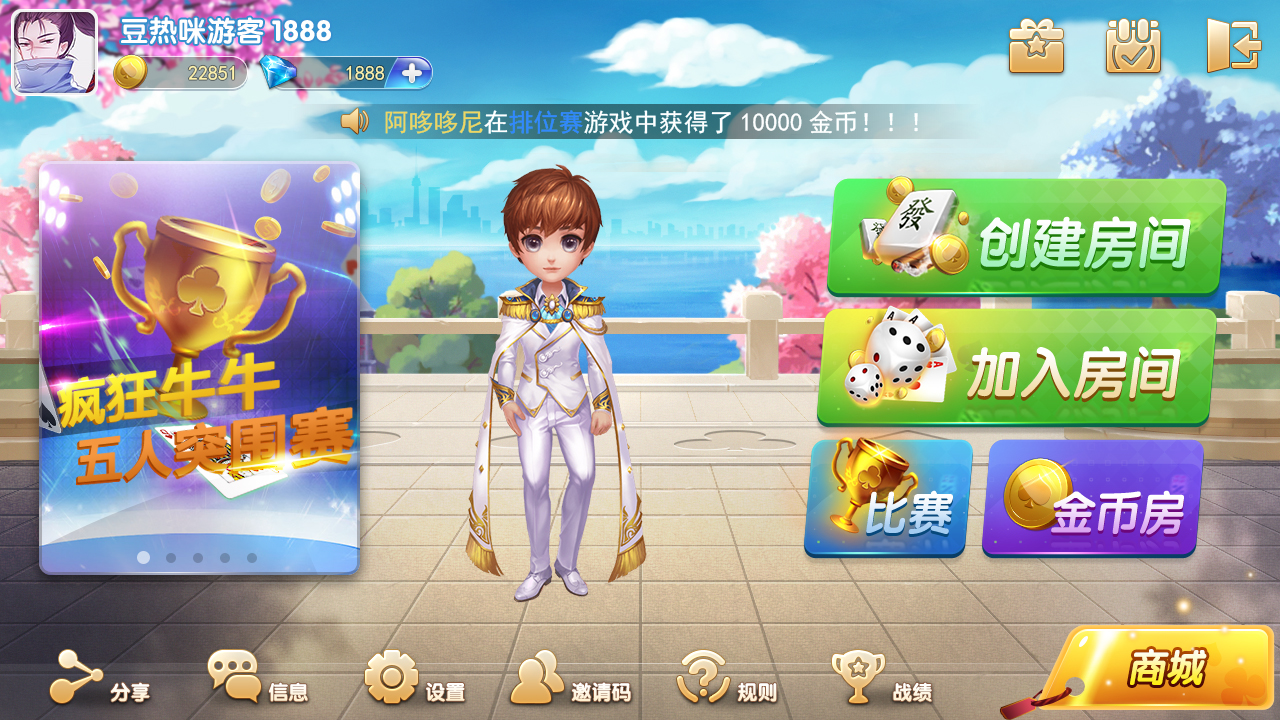 豆热咪游客 1888
22851
1888
阿哆哆尼在排位赛游戏中获得了 10000 金币！！！
疯狂牛牛
五人突围赛
發
创建房间
A A
A
加入房间
比赛
金币房
分享
信息
设置
邀请码
规则
战绩
商城